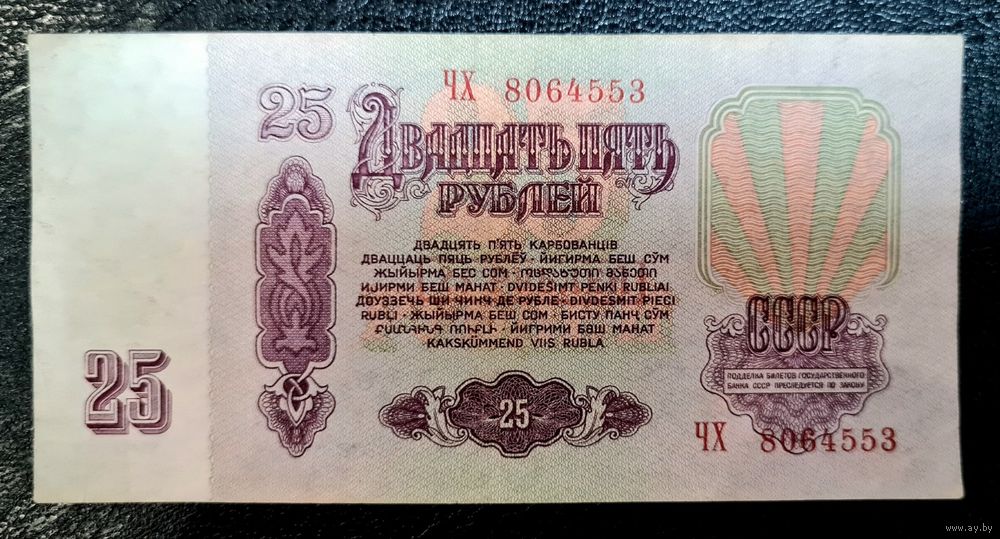 ЧХ 8064553
25
ДВАДЦАТЬ ПЯТЬ
РУБЛЕЙ
ДВАДЦЯТЬ П'ЯТЬ КАРБОВАНЦІВ
ДВАЦЦАЦЬ ПЯЦЬ РУБЛЁЎ · ЙИГИРМА БЕШ СЎМ
ЖЫЙЫРМА БЕС СОМ · ოცდახუთი მანეთი
ИЈИРМИ БЕШ МАНАТ · DVIDEŠIMT PENKI RUBLIAI
ДОУЗЗЕЧЬ ШИ ЧИНЧ ДЕ РУБЛЕ · DIVDESMIT PIECI
RUBĻI · ЖЫЙЫРМА БЕШ СОМ · БИСТУ ПАНҶ СЎМ
ՔՍԱՆՀԻՆԳ ՌՈՒԲԼԻ · ЙИГРИМИ БӘШ МАНАТ
KAKSKÜMMEND VIIS RUBLA
25
25
СССР
ПОДДЕЛКА БИЛЕТОВ ГОСУДАРСТВЕННОГО
БАНКА СССР ПРЕСЛЕДУЕТСЯ ПО ЗАКОНУ
ЧХ 8064553
www.ay.by